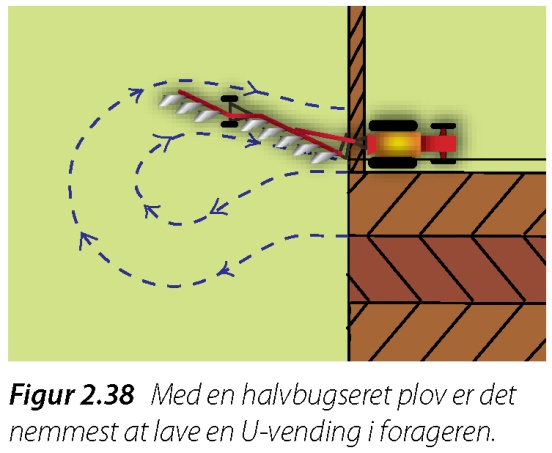 Figur 2.38 Med en halvbugseret plov er det
nemmest at lave en U-vending i forageren.